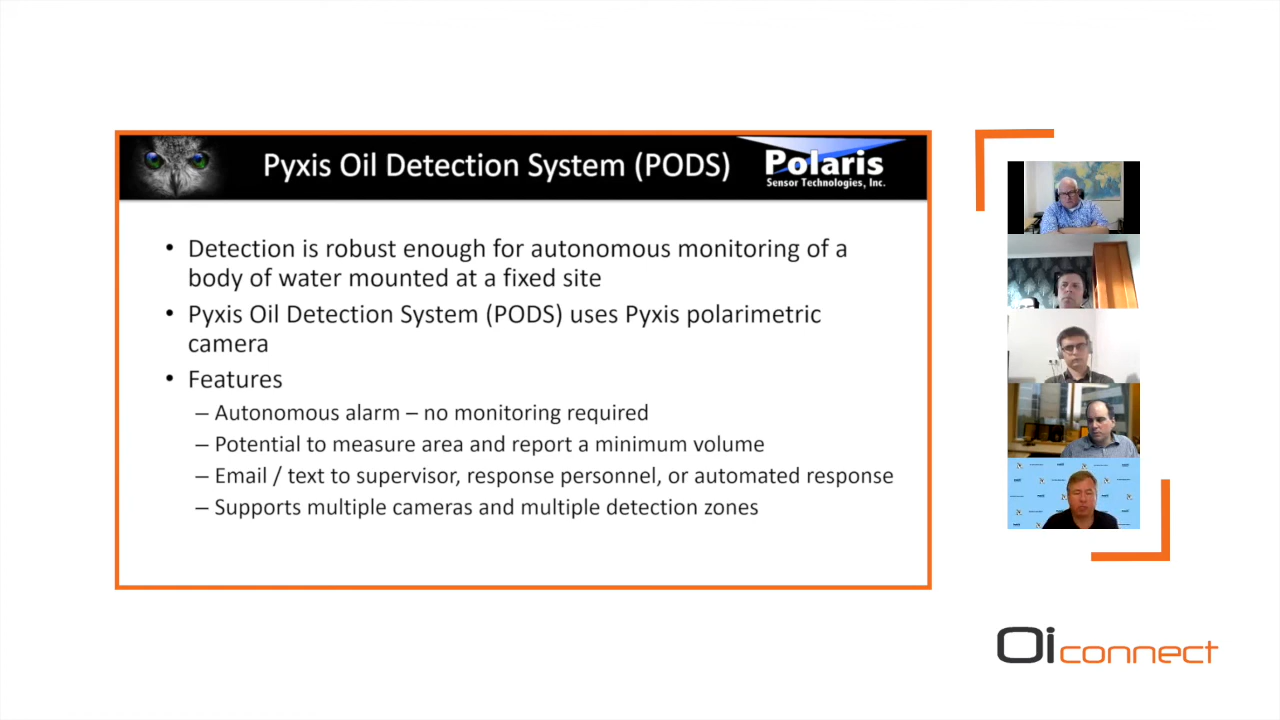 Pyxis Oil Detection System (PODS)
Polaris
Sensor Technologies, Inc.
• Detection is robust enough for autonomous monitoring of a
body of water mounted at a fixed site
• Pyxis Oil Detection System (PODS) uses Pyxis polarimetric
camera
• Features
– Autonomous alarm – no monitoring required
– Potential to measure area and report a minimum volume
– Email / text to supervisor, response personnel, or automated response
– Supports multiple cameras and multiple detection zones
Oi connect